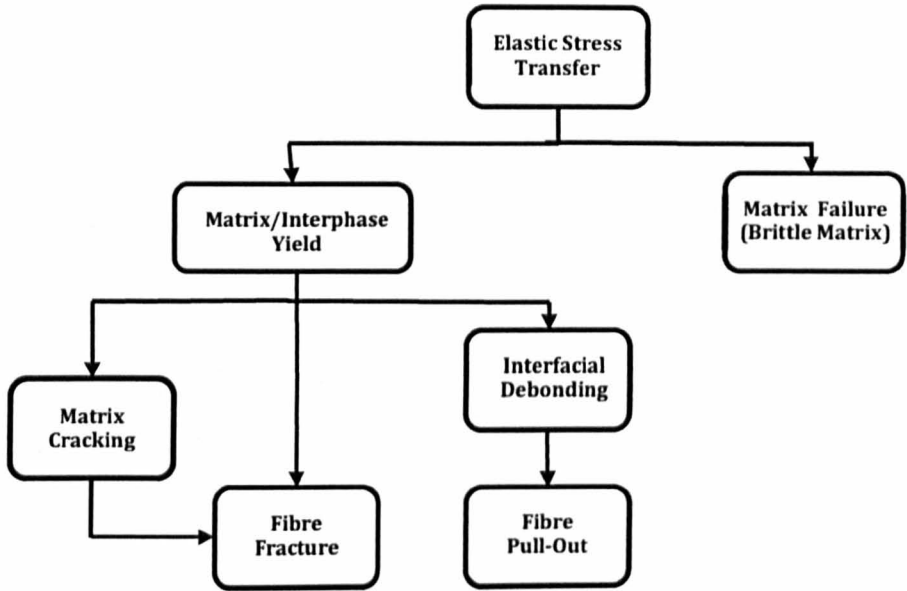 Elastic Stress
Transfer
Matrix/Interphase
Yield
Matrix Failure
(Brittle Matrix)
Interfacial
Debonding
Matrix
Cracking
Fibre
Fracture
Fibre
Pull-Out